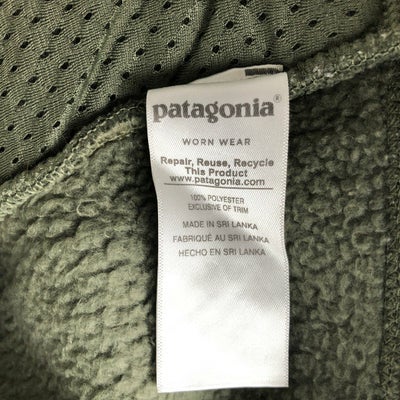 patagonia®
WORN WEAR
Repair, Reuse, Recycle
This Product
www.patagonia.com
100% POLYESTER
EXCLUSIVE OF TRIM
MADE IN SRI LANKA
FABRIQUÉ AU SRI LANKA
HECHO EN SRI LANKA